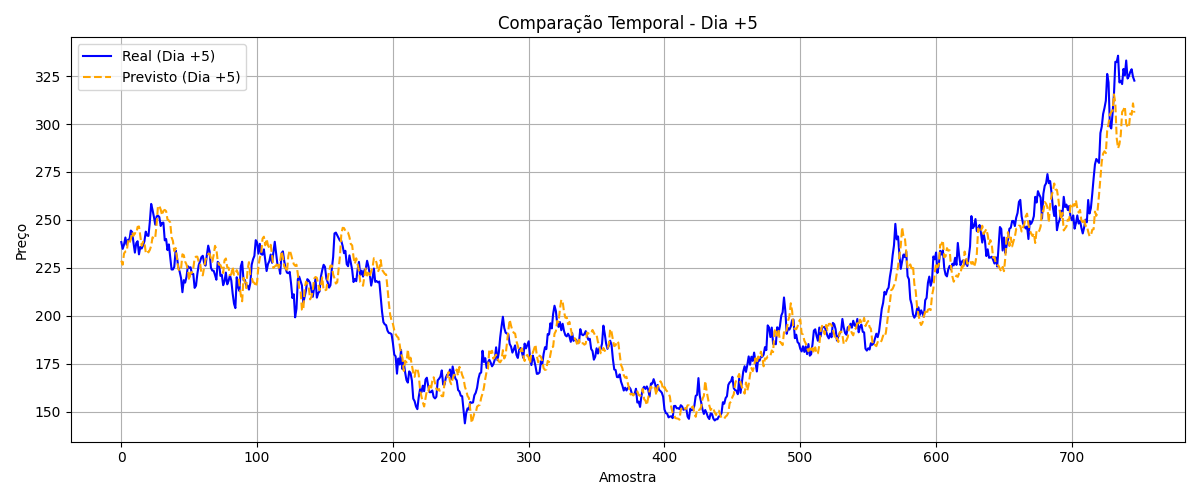 Comparação Temporal - Dia +5
Real (Dia +5)
Previsto (Dia +5)
Preço
325
300
275
250
225
200
175
150
0 100 200 300 400 500 600 700
Amostra